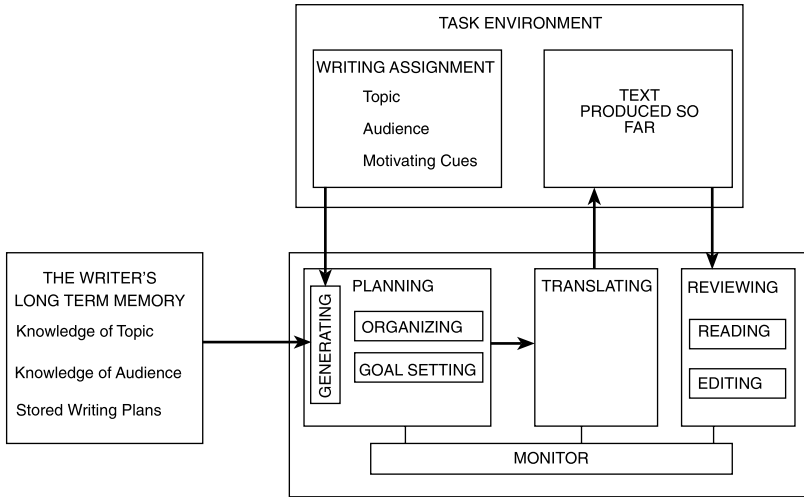 TASK ENVIRONMENT
WRITING ASSIGNMENT
Topic
Audience
Motivating Cues
TEXT
PRODUCED SO
FAR
THE WRITER'S
LONG TERM MEMORY
Knowledge of Topic
Knowledge of Audience
Stored Writing Plans
PLANNING
GENERATING
ORGANIZING
GOAL SETTING
TRANSLATING
REVIEWING
READING
EDITING
MONITOR